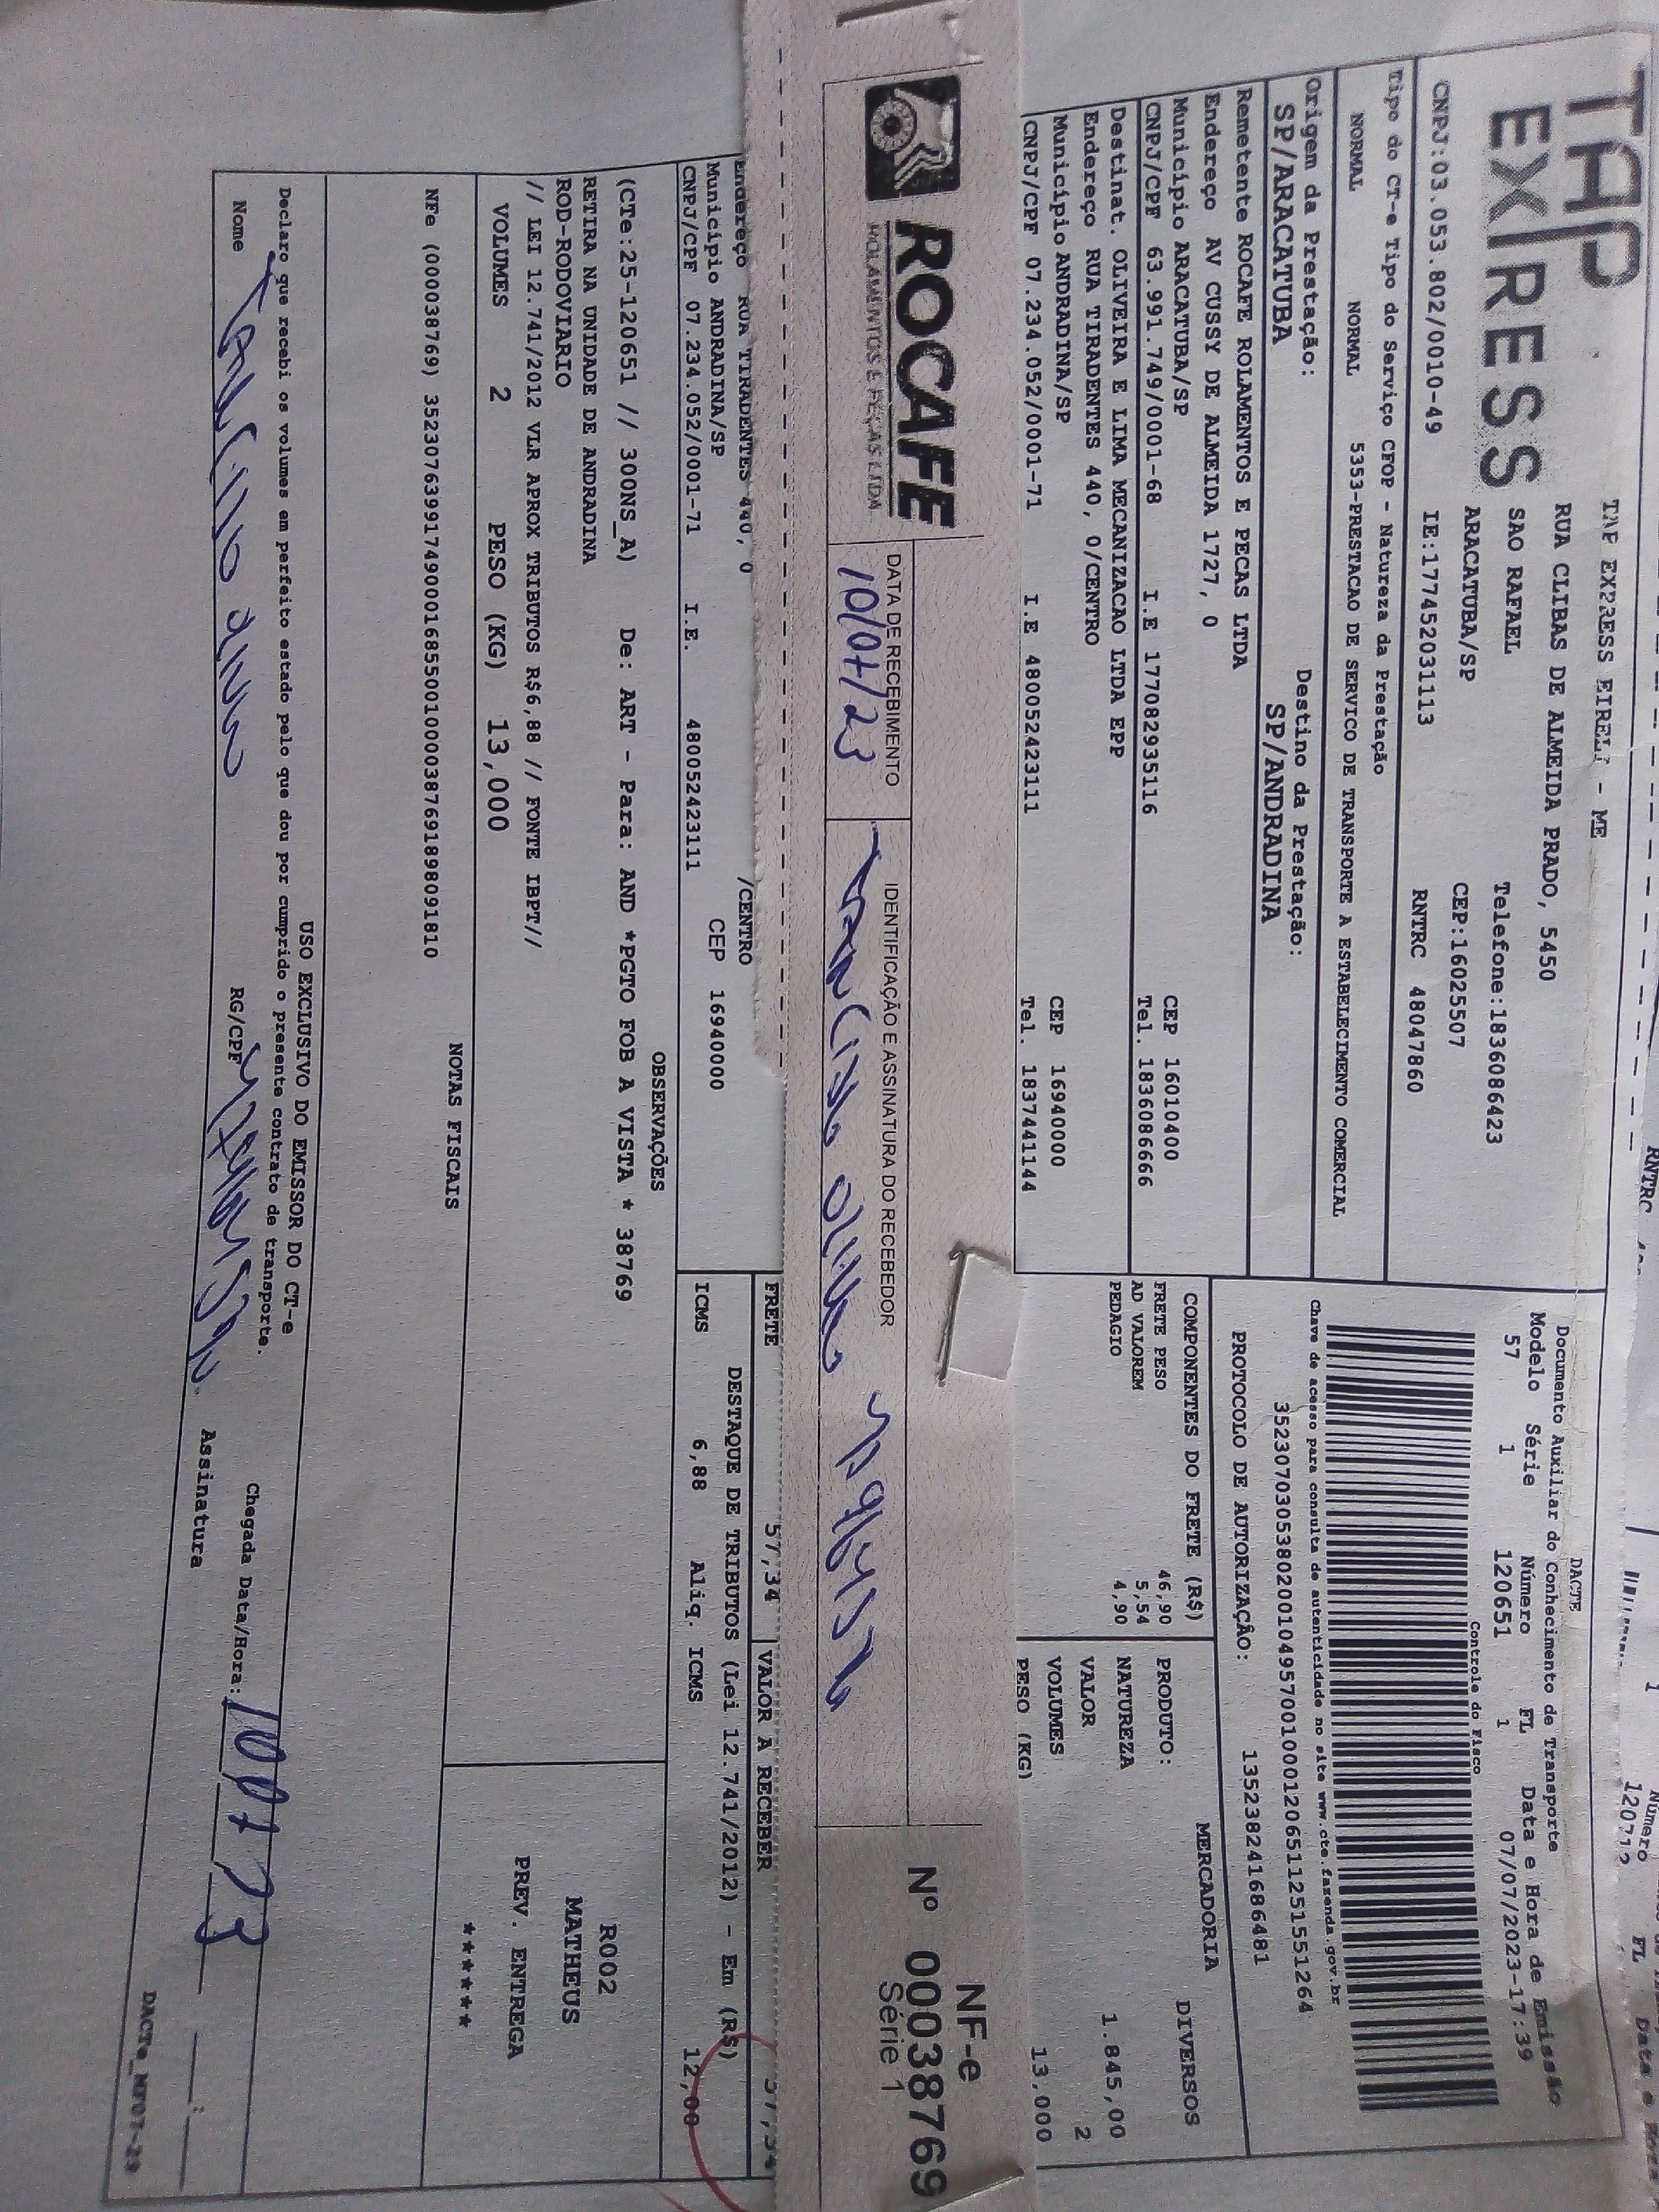 TAP
EXPRESS
TAP EXPRESS EIRELI - ME
RUA CLIBAS DE ALMEIDA PRADO, 5450
SAO RAFAEL Telefone:1836086423
ARACATUBA/SP CEP:16025507
CNPJ:03.053.802/0010-49 IE:177452031113 RNTRC 48047860
Tipo do CT-e Tipo do Serviço CFOP - Natureza da Prestação
NORMAL NORMAL 5353-PRESTACAO DE SERVICO DE TRANSPORTE A ESTABELECIMENTO COMERCIAL
Origem da Prestação: Destino da Prestação:
SP/ARACATUBA SP/ANDRADINA
Remetente ROCAFE ROLAMENTOS E PECAS LTDA
Endereço AV CUSSY DE ALMEIDA 1727, 0
Município ARACATUBA/SP CEP 16010400
CNPJ/CPF 63.991.749/0001-68 I.E 177082935116 Tel. 1836086666
Destinat. OLIVEIRA E LIMA MECANIZACAO LTDA EPP
Endereço RUA TIRADENTES 440, 0/CENTRO
Município ANDRADINA/SP CEP 16940000
CNPJ/CPF 07.234.052/0001-71 I.E 480052423111 Tel. 1837441144
DACTE
Documento Auxiliar do Conhecimento de Transporte
Modelo Série Número FL Data e Hora de Emissão
57 1 120651 1 07/07/2023-17:39
Controle do Fisco
Chave de acesso para consulta de autenticidade no site www.cte.fazenda.gov.br
35230703053802001049570010001206511251551264
PROTOCOLO DE AUTORIZAÇÃO: 135238241686481
COMPONENTES DO FRETE (R$)
FRETE PESO 46,90
AD VALOREM 5,54
PEDAGIO 4,90
MERCADORIA
PRODUTO: DIVERSOS
NATUREZA
VALOR 1.845,00
VOLUMES 2
PESO (KG) 13,000
ROCAFE
ROLAMENTOS E PEÇAS LTDA
DATA DE RECEBIMENTO
10/07/23
IDENTIFICAÇÃO E ASSINATURA DO RECEBEDOR
NF-e
Nº 000038769
Série 1
Endereço RUA TIRADENTES 440, 0 /CENTRO
Município ANDRADINA/SP CEP 16940000
CNPJ/CPF 07.234.052/0001-71 I.E. 480052423111
FRETE 57,34 VALOR A RECEBER 57,34
DESTAQUE DE TRIBUTOS (Lei 12.741/2012) - Em (R$)
ICMS 6,88 Aliq. ICMS 12,00
OBSERVAÇÕES
(CTe:25-120651 // 300NS_A) De: ART - Para: AND *PGTO FOB A VISTA * 38769
RETIRA NA UNIDADE DE ANDRADINA
ROD-RODOVIARIO
// LEI 12.741/2012 VLR APROX TRIBUTOS R$6,88 // FONTE IBPT//
VOLUMES 2 PESO (KG) 13,000
R002
MATHEUS
PREV. ENTREGA
******
NOTAS FISCAIS
NFe (000038769) 35230763991749000168550010000387691898091810
USO EXCLUSIVO DO EMISSOR DO CT-e
Declaro que recebi os volumes em perfeito estado pelo que dou por cumprido o presente contrato de transporte.
Nome RG/CPF Chegada Data/Hora: 10 07 23
Assinatura